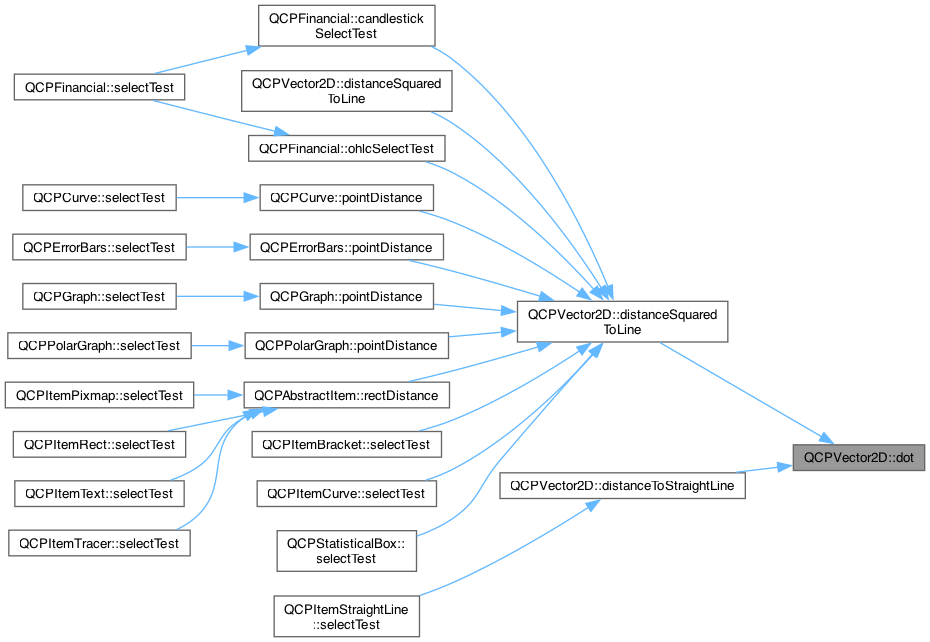 QCPFinancial::candlestick
SelectTest
QCPFinancial::selectTest
QCPVector2D::distanceSquared
ToLine
QCPFinancial::ohlcSelectTest
QCPCurve::selectTest
QCPCurve::pointDistance
QCPErrorBars::selectTest
QCPErrorBars::pointDistance
QCPGraph::selectTest
QCPGraph::pointDistance
QCPVector2D::distanceSquared
ToLine
QCPPolarGraph::selectTest
QCPPolarGraph::pointDistance
QCPItemPixmap::selectTest
QCPAbstractItem::rectDistance
QCPItemRect::selectTest
QCPItemBracket::selectTest
QCPVector2D::dot
QCPItemText::selectTest
QCPItemCurve::selectTest
QCPVector2D::distanceToStraightLine
QCPItemTracer::selectTest
QCPStatisticalBox::
selectTest
QCPItemStraightLine
::selectTest